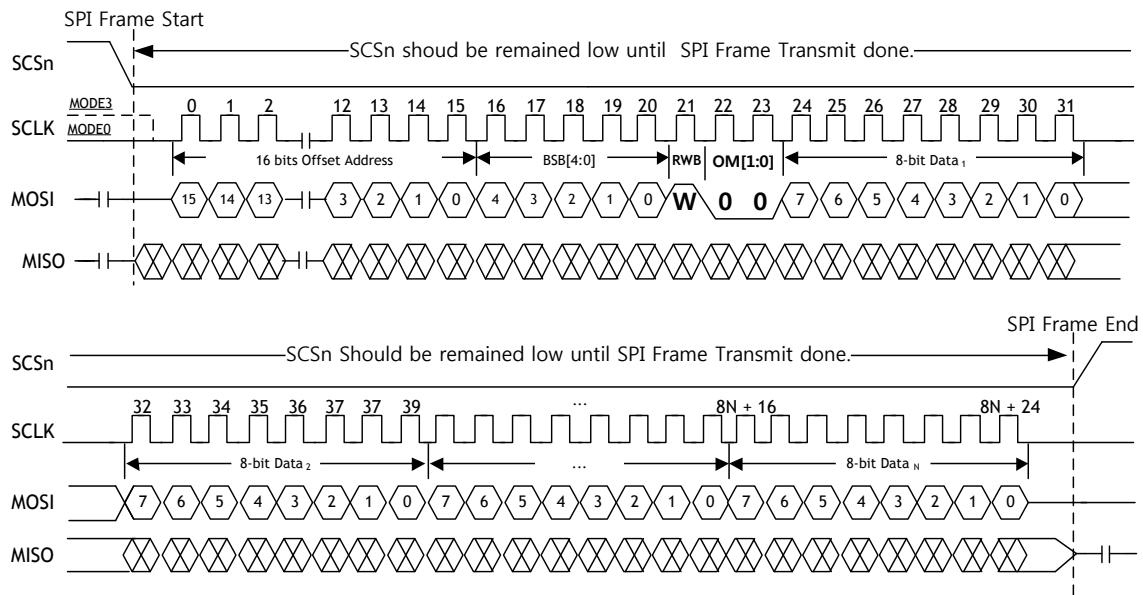 SPI Frame Start
SCSn
SCSn shoud be remained low until SPI Frame Transmit done.
MODE3
0 1 2 12 13 14 15 16 17 18 19 20 21 22 23 24 25 26 27 28 29 30 31
SCLK
MODE0
16 bits Offset Address BSB[4:0] RWB OM[1:0] 8-bit Data 1
MOSI 15 14 13 3 2 1 0 4 3 2 1 0 W 0 0 7 6 5 4 3 2 1 0
MISO
SPI Frame End
SCSn
SCSn Should be remained low until SPI Frame Transmit done.
32 33 34 35 36 37 37 39 ... 8N + 16 8N + 24
SCLK
8-bit Data 2 ... 8-bit Data N
MOSI 7 6 5 4 3 2 1 0 7 6 5 4 3 2 1 0 7 6 5 4 3 2 1 0
MISO